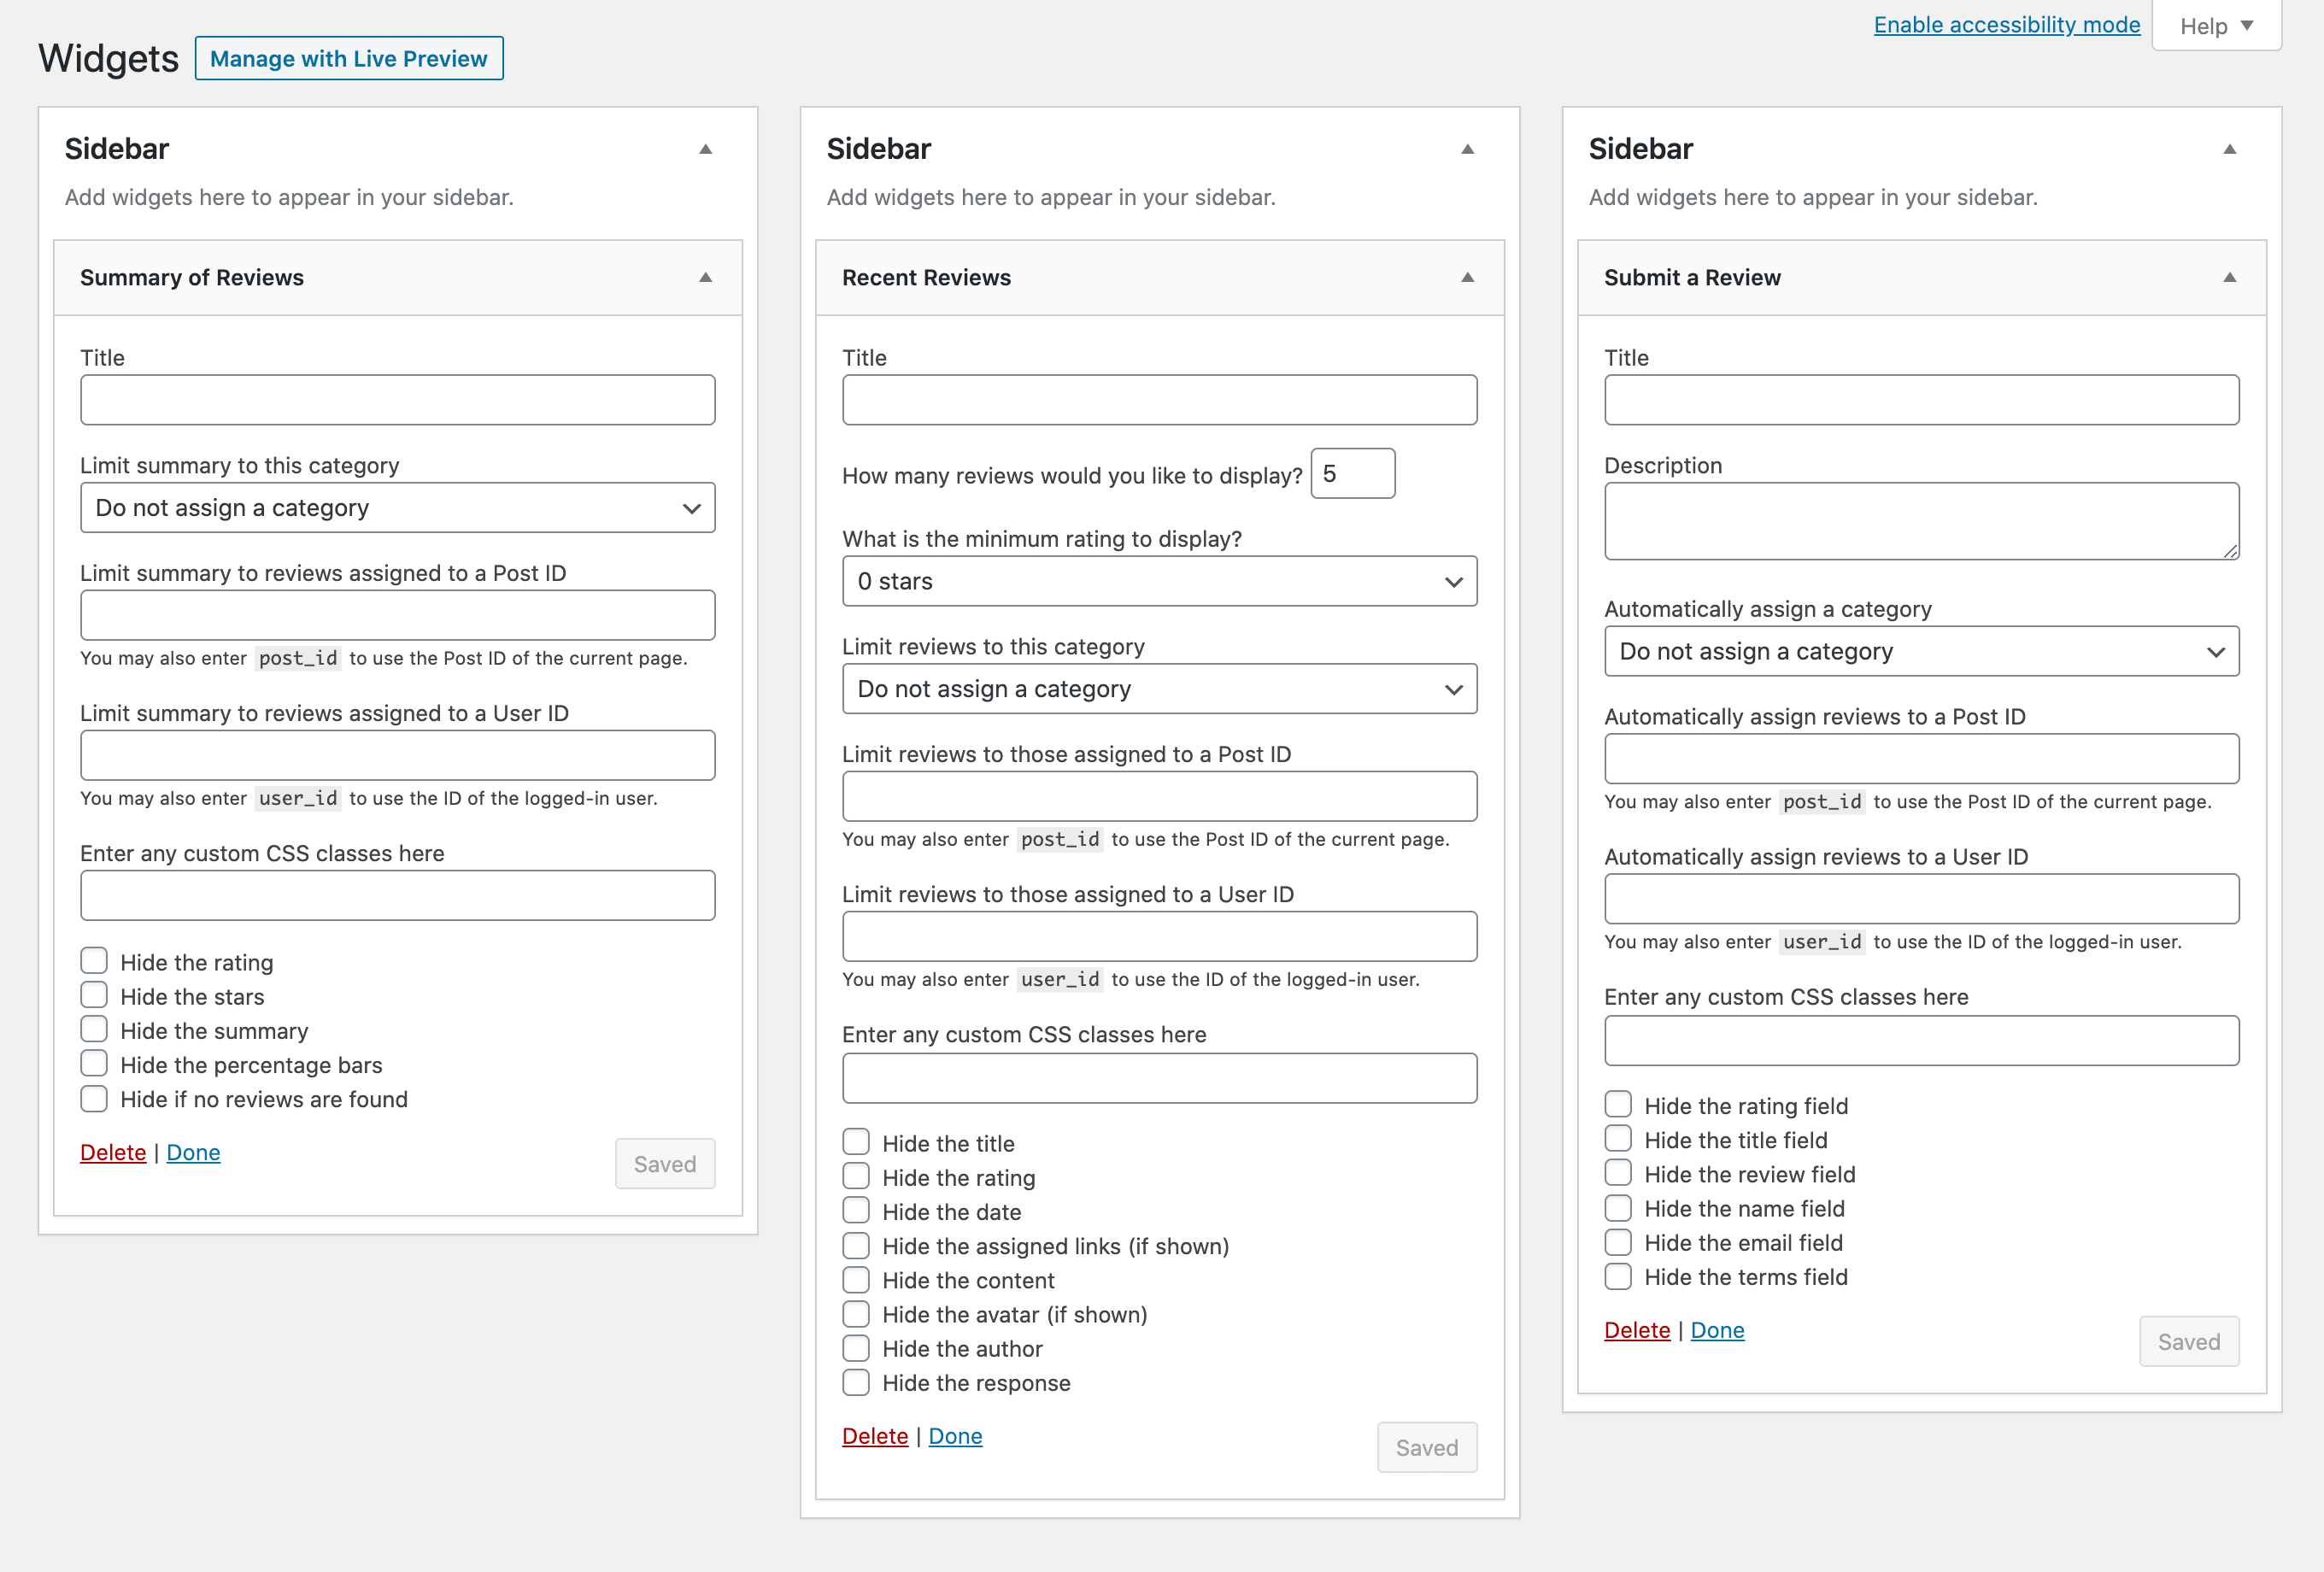 Enable accessibility mode
Help
Widgets
Manage with Live Preview
Sidebar
Add widgets here to appear in your sidebar.
Summary of Reviews
Title
Limit summary to this category
Do not assign a category
Limit summary to reviews assigned to a Post ID
You may also enter post_id to use the Post ID of the current page.
Limit summary to reviews assigned to a User ID
You may also enter user_id to use the ID of the logged-in user.
Enter any custom CSS classes here
Hide the rating
Hide the stars
Hide the summary
Hide the percentage bars
Hide if no reviews are found
Delete | Done
Saved
Sidebar
Add widgets here to appear in your sidebar.
Recent Reviews
Title
How many reviews would you like to display? 5
What is the minimum rating to display?
0 stars
Limit reviews to this category
Do not assign a category
Limit reviews to those assigned to a Post ID
You may also enter post_id to use the Post ID of the current page.
Limit reviews to those assigned to a User ID
You may also enter user_id to use the ID of the logged-in user.
Enter any custom CSS classes here
Hide the title
Hide the rating
Hide the date
Hide the assigned links (if shown)
Hide the content
Hide the avatar (if shown)
Hide the author
Hide the response
Delete | Done
Saved
Sidebar
Add widgets here to appear in your sidebar.
Submit a Review
Title
Description
Automatically assign a category
Do not assign a category
Automatically assign reviews to a Post ID
You may also enter post_id to use the Post ID of the current page.
Automatically assign reviews to a User ID
You may also enter user_id to use the ID of the logged-in user.
Enter any custom CSS classes here
Hide the rating field
Hide the title field
Hide the review field
Hide the name field
Hide the email field
Hide the terms field
Delete | Done
Saved